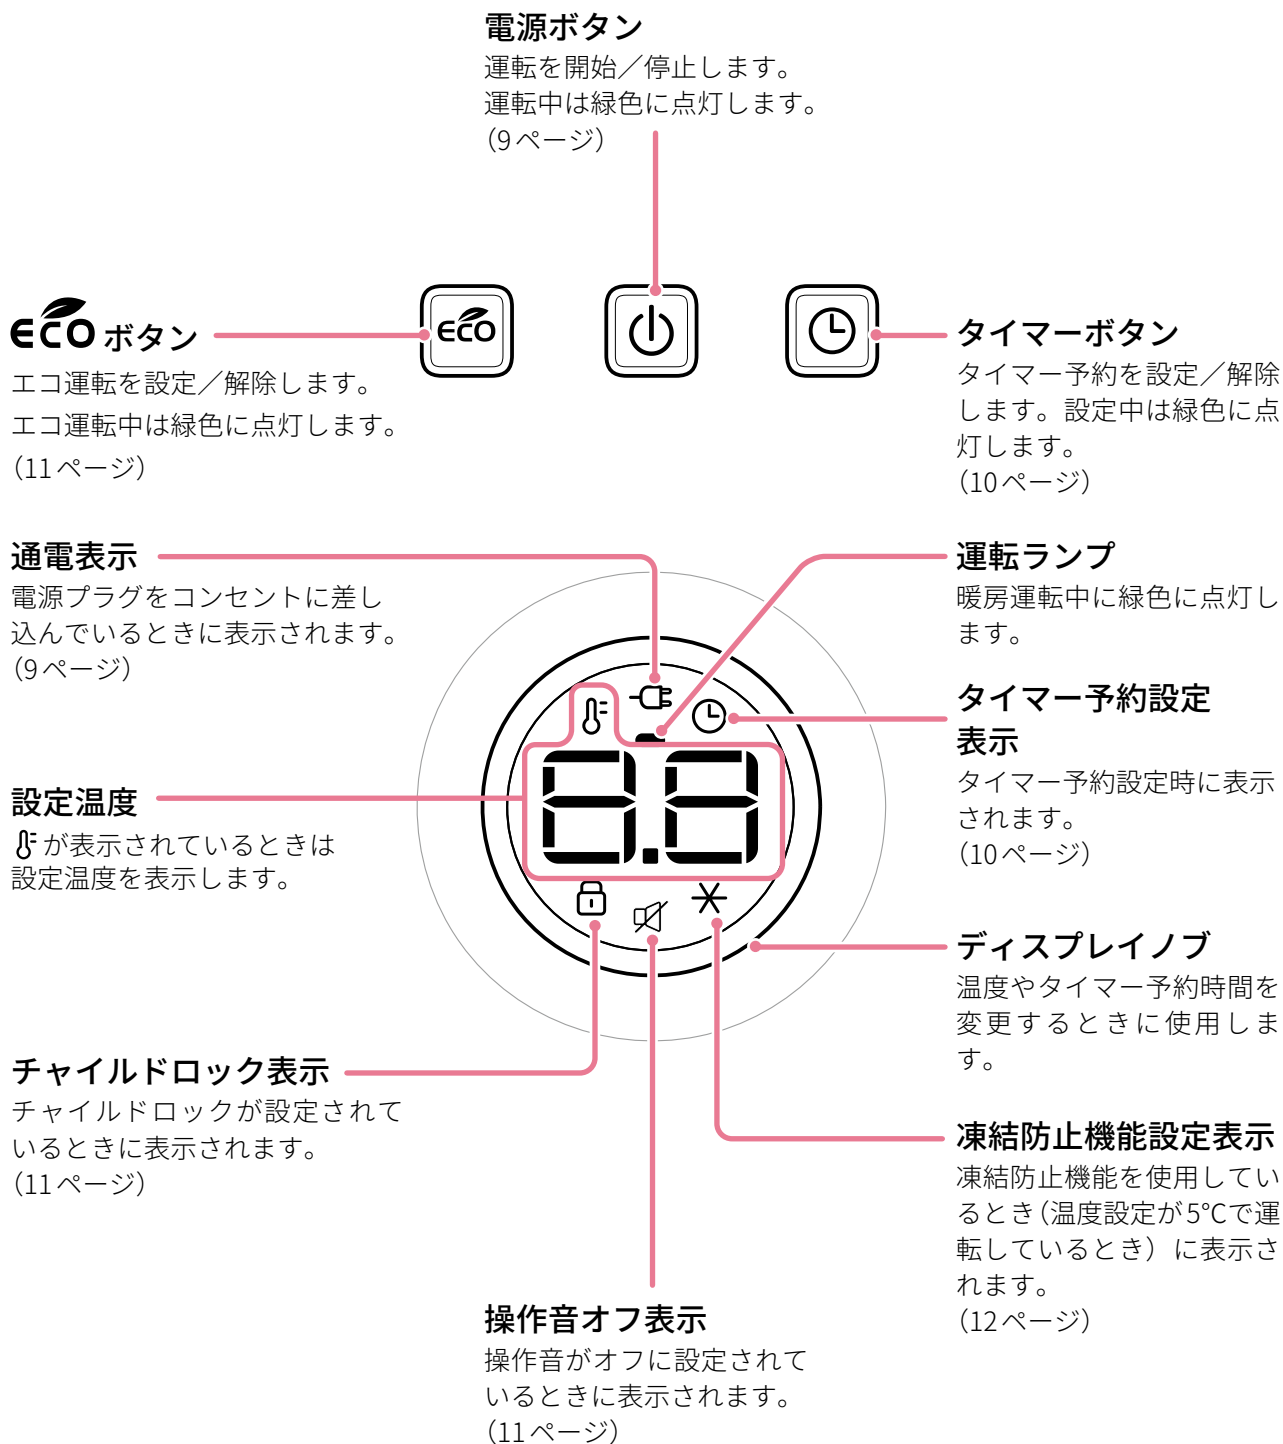 電源ボタン
運転を開始／停止します。
運転中は緑色に点灯します。
（9ページ）
eco ボタン
エコ運転を設定／解除します。
エコ運転中は緑色に点灯します。
（11ページ）
eco
タイマーボタン
タイマー予約を設定／解除
します。設定中は緑色に点
灯します。
（10ページ）
通電表示
電源プラグをコンセントに差し
込んでいるときに表示されます。
（9ページ）
運転ランプ
暖房運転中に緑色に点灯し
ます。
タイマー予約設定
表示
タイマー予約設定時に表示
されます。
（10ページ）
設定温度
が表示されているときは
設定温度を表示します。
8.8
ディスプレイノブ
温度やタイマー予約時間を
変更するときに使用しま
す。
チャイルドロック表示
チャイルドロックが設定されて
いるときに表示されます。
（11ページ）
凍結防止機能設定表示
凍結防止機能を使用してい
るとき（温度設定が5℃で運
転しているとき）に表示さ
れます。
（12ページ）
操作音オフ表示
操作音がオフに設定されて
いるときに表示されます。
（11ページ）